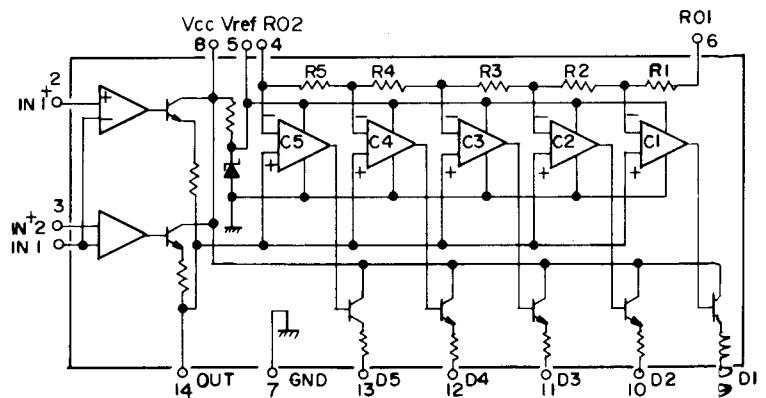 Vcc Vref RO2
8 5 4
RO1
6
R5 R4 R3 R2 R1
IN 1 + 2
+
−
− − − − −
C5 C4 C3 C2 C1
+ + + + +
3
IN + 2
IN 1
1
14 OUT
7 GND
13 D5
12 D4
11 D3
10 D2
9 D1